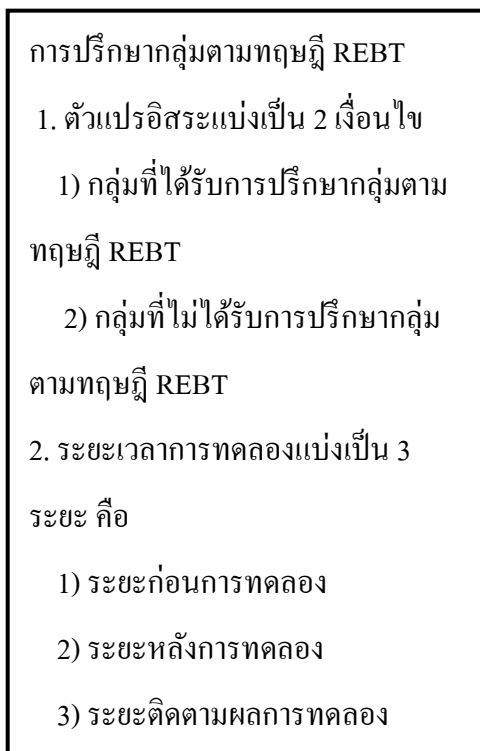 การปรึกษากลุ่มตามทฤษฎี REBT
1. ตัวแปรอิสระแบ่งเป็น 2 เงื่อนไข
1) กลุ่มที่ได้รับการปรึกษากลุ่มตาม
ทฤษฎี REBT
2) กลุ่มที่ไม่ได้รับการปรึกษากลุ่ม
ตามทฤษฎี REBT
2. ระยะเวลาการทดลองแบ่งเป็น 3
ระยะ คือ
1) ระยะก่อนการทดลอง
2) ระยะหลังการทดลอง
3) ระยะติดตามผลการทดลอง